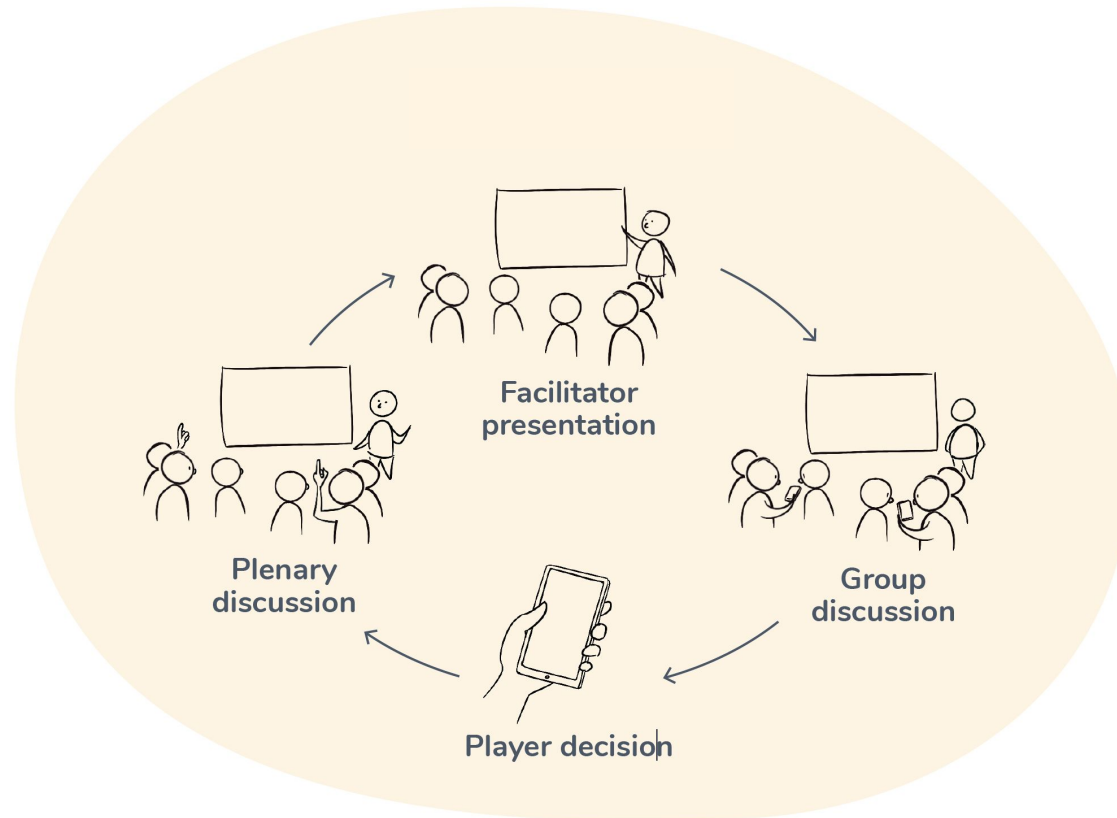 Facilitator
presentation
Plenary
discussion
Group
discussion
Player decision